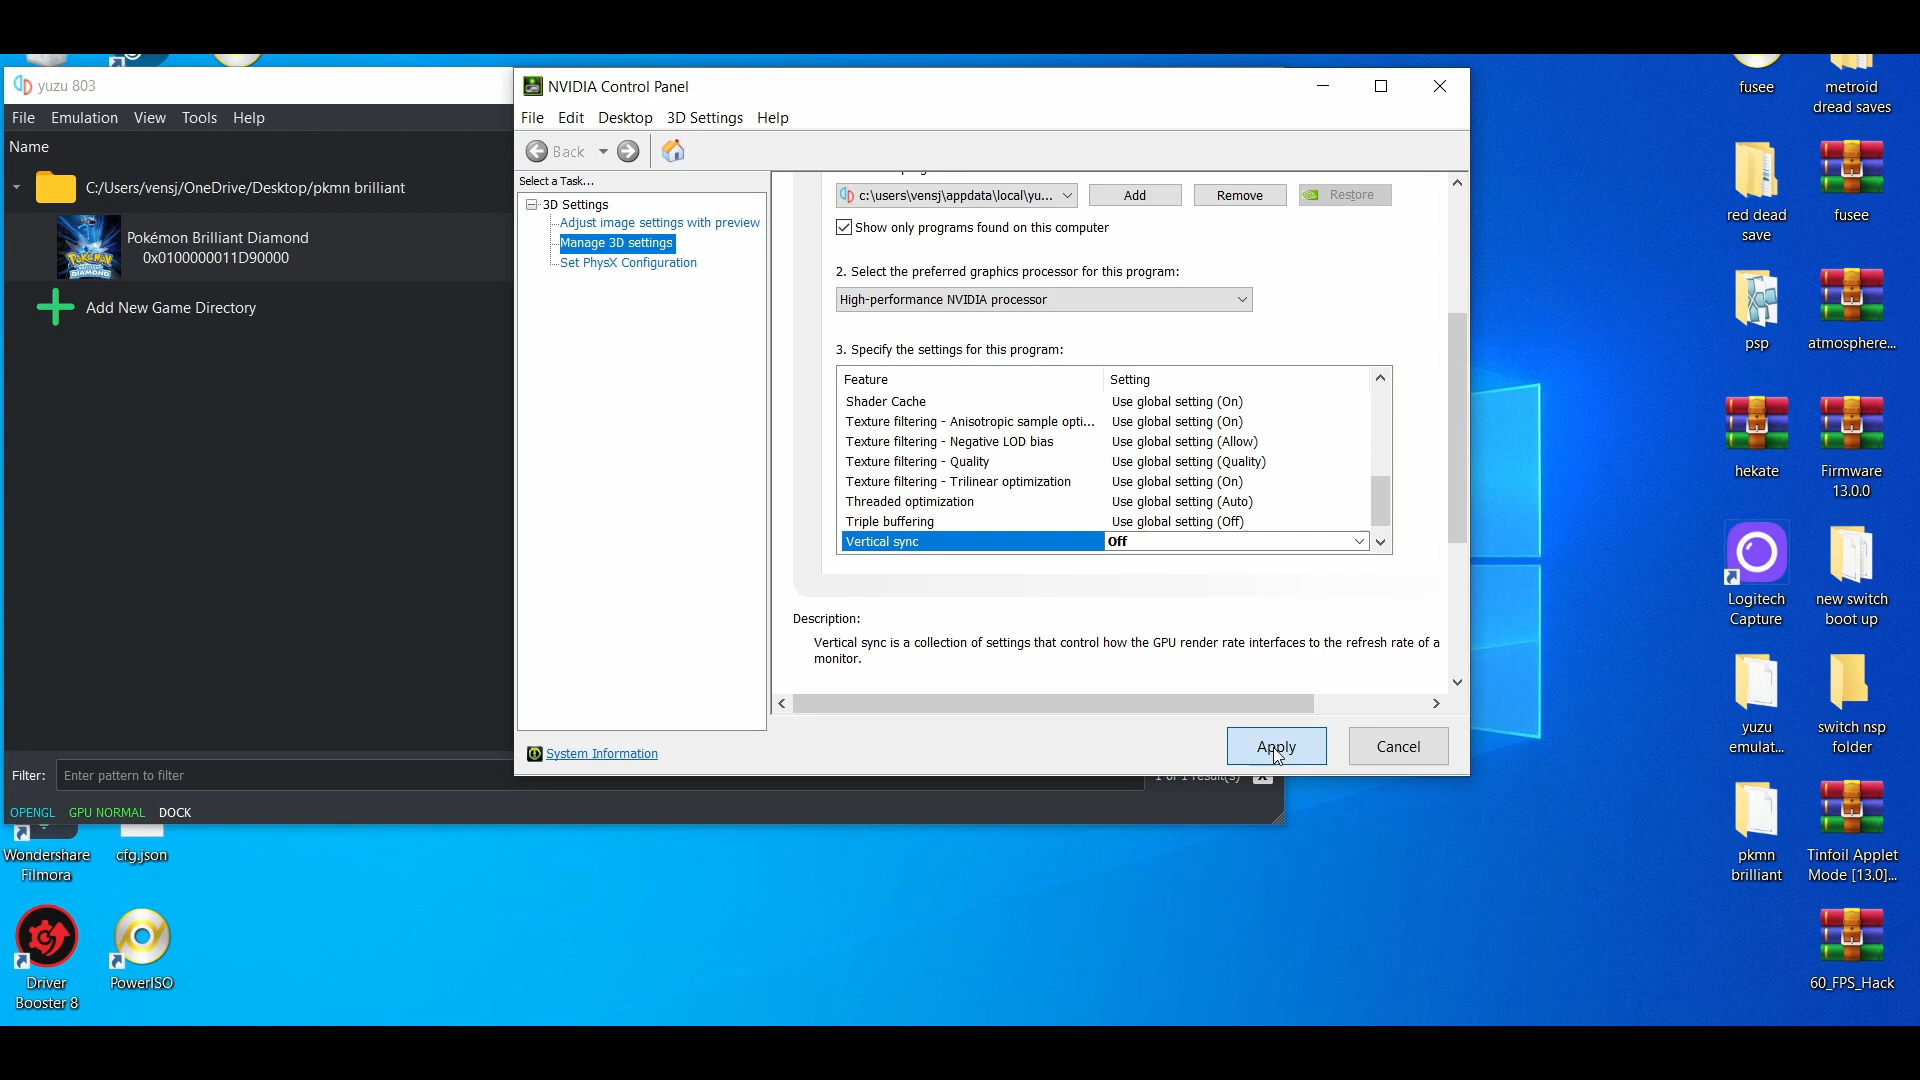 yuzu 803
File Emulation View Tools Help
Name
C:/Users/vensj/OneDrive/Desktop/pkmn brilliant
Pokémon Brilliant Diamond
0x0100000011D90000
Add New Game Directory
Filter: Enter pattern to filter
OPENGL GPU NORMAL DOCK
NVIDIA Control Panel
File Edit Desktop 3D Settings Help
Back
Select a Task...
3D Settings
Adjust image settings with preview
Manage 3D settings
Set PhysX Configuration
System Information
c:\users\vensj\appdata\local\yu... Add Remove Restore
Show only programs found on this computer
2. Select the preferred graphics processor for this program:
High-performance NVIDIA processor
3. Specify the settings for this program:
Feature Setting
Shader Cache Use global setting (On)
Texture filtering - Anisotropic sample opti... Use global setting (On)
Texture filtering - Negative LOD bias Use global setting (Allow)
Texture filtering - Quality Use global setting (Quality)
Texture filtering - Trilinear optimization Use global setting (On)
Threaded optimization Use global setting (Auto)
Triple buffering Use global setting (Off)
Vertical sync Off
Description:
Vertical sync is a collection of settings that control how the GPU render rate interfaces to the refresh rate of a
monitor.
Apply Cancel
Wondershare
Filmora
cfg.json
Driver
Booster 8
PowerISO
fusee
metroid
dread saves
red dead
save
fusee
psp
atmosphere...
hekate
Firmware
13.0.0
Logitech
Capture
new switch
boot up
yuzu
emulat...
switch nsp
folder
pkmn
brilliant
Tinfoil Applet
Mode [13.0]...
60_FPS_Hack